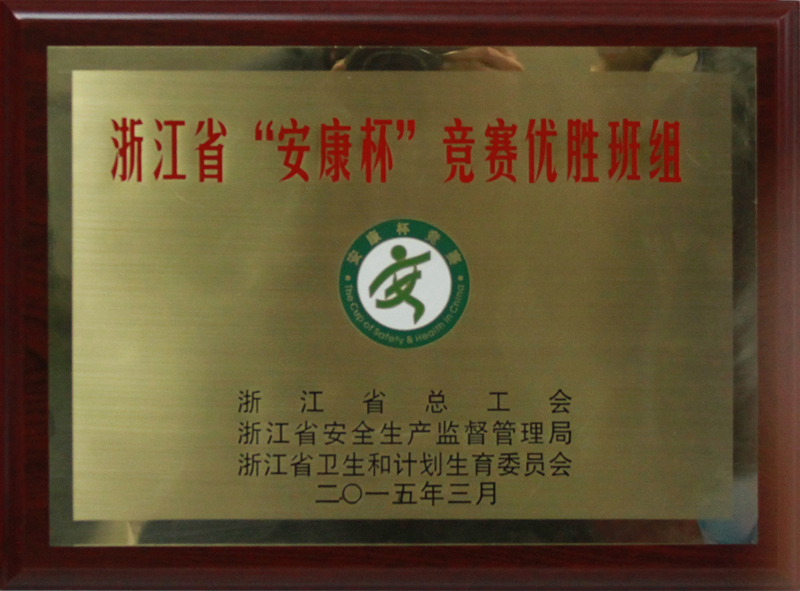 浙江省“安康杯”竞赛优胜班组
安康杯竞赛
安
The Cup of Safety & Health in China
浙江省总工会
浙江省安全生产监督管理局
浙江省卫生和计划生育委员会
二〇一五年三月